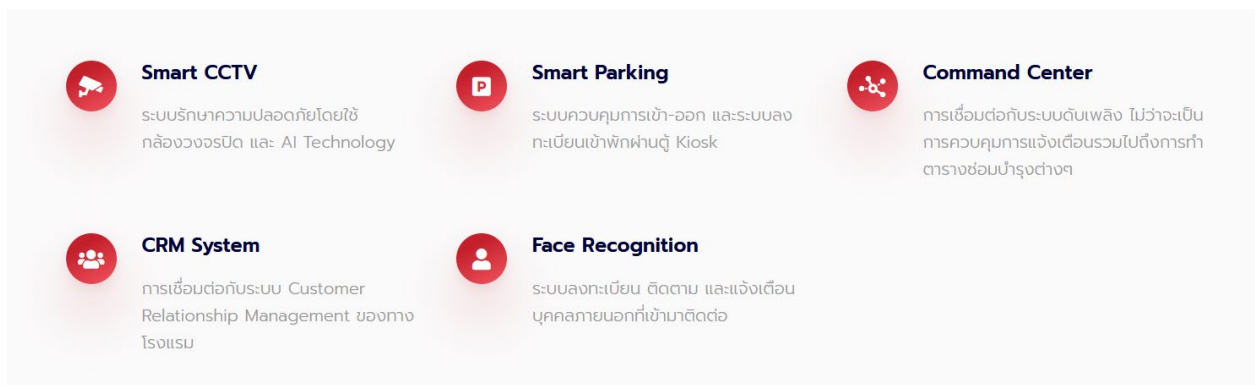 Smart CCTV
ระบบรักษาความปลอดภัยโดยใช้
กล้องวงจรปิด และ AI Technology
Smart Parking
ระบบควบคุมการเข้า-ออก และระบบลง
ทะเบียนเข้าพักผ่านตู้ Kiosk
Command Center
การเชื่อมต่อกับระบบดับเพลิง ไม่ว่าจะเป็น
การควบคุมการแจ้งเตือนรวมไปถึงการทำ
ตารางซ่อมบำรุงต่างๆ
CRM System
การเชื่อมต่อกับระบบ Customer
Relationship Management ของทาง
โรงแรม
Face Recognition
ระบบลงทะเบียน ติดตาม และแจ้งเตือน
บุคคลภายนอกที่เข้ามาติดต่อ